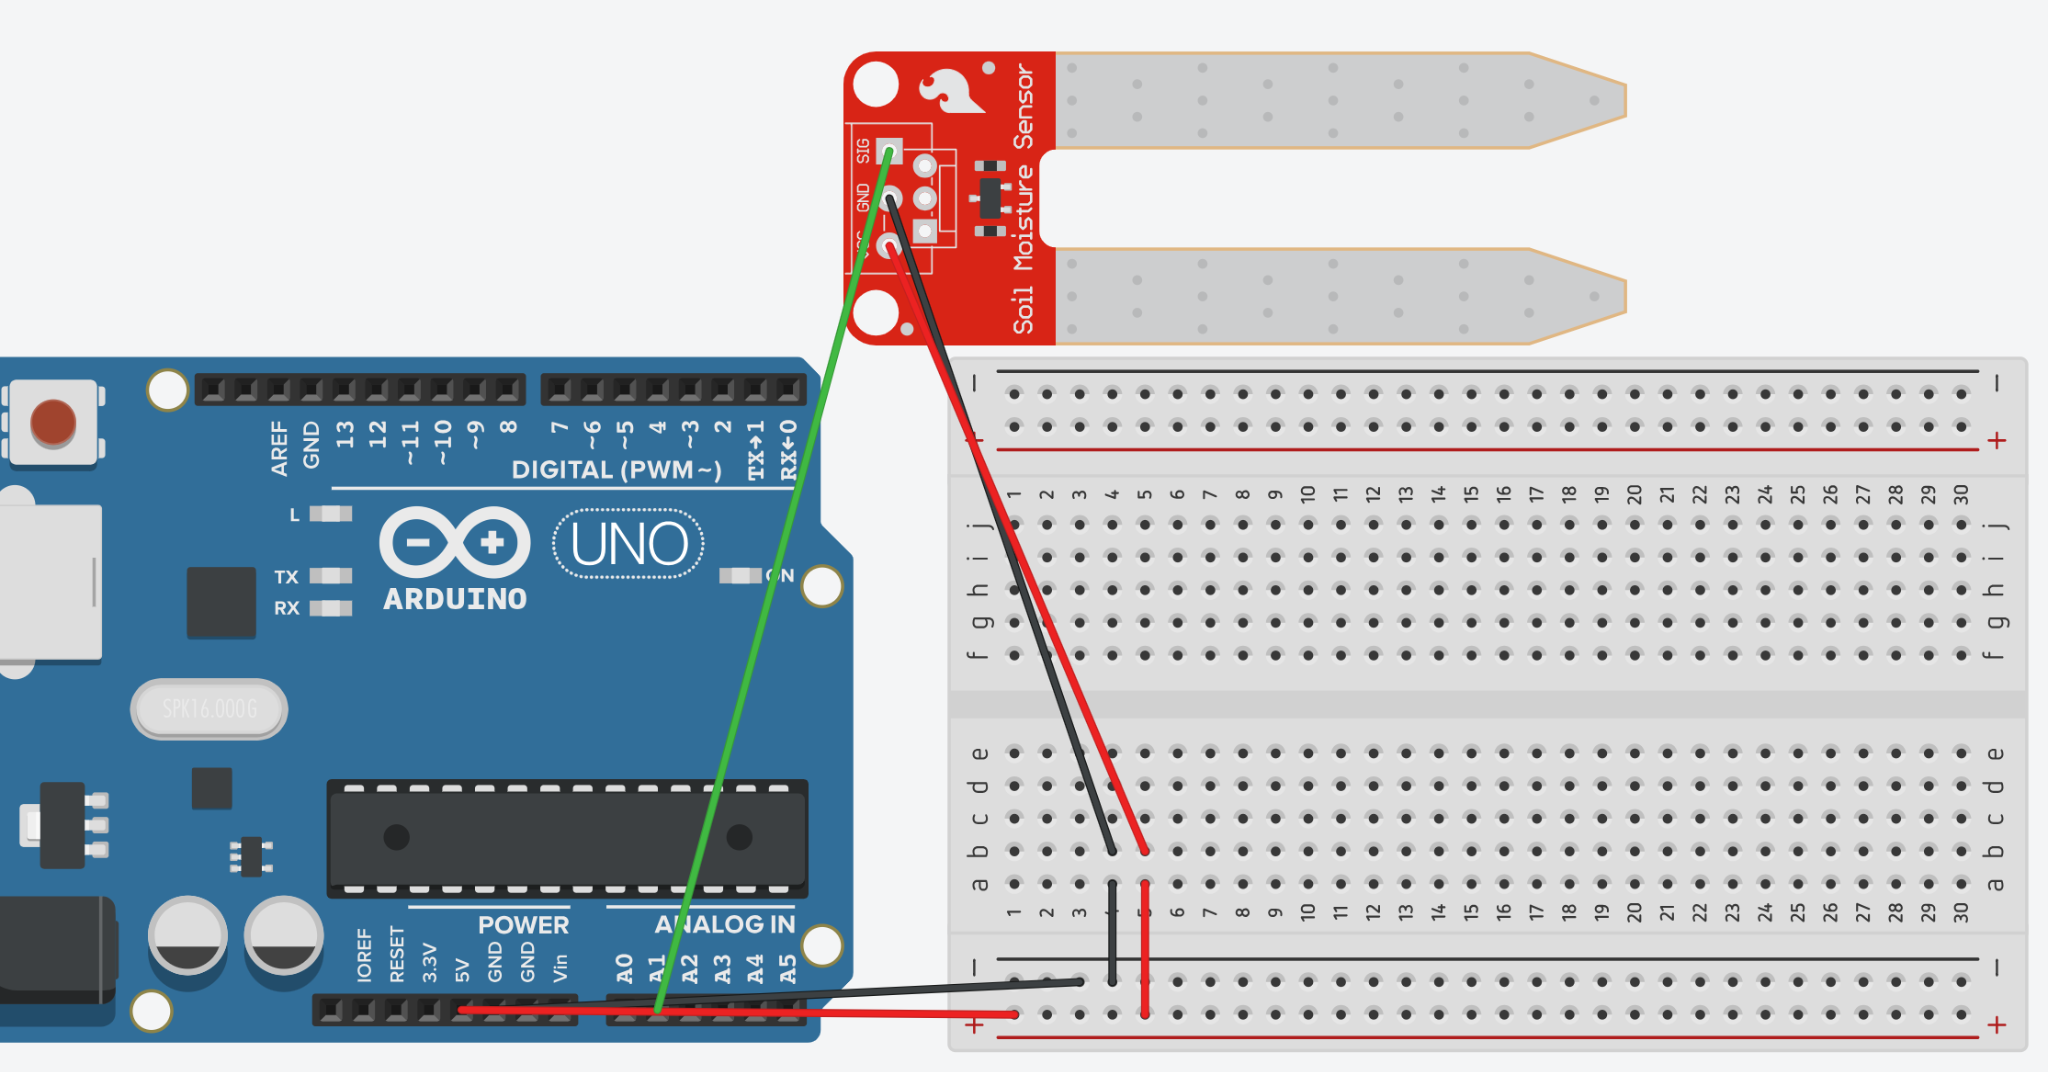 Soil Moisture Sensor
SIG
GND
AREF
GND
13
12
~11
~10
~9
8
7
~6
~5
4
~3
2
TX→1
RX←0
DIGITAL (PWM~)
L
TX
RX
ARDUINO
UNO
SPK16.000G
POWER
ANALOG IN
IOREF
RESET
3.3V
5V
GND
GND
Vin
A0
A1
A2
A3
A4
A5
− −
+ +
1 2 3 4 5 6 7 8 9 10 11 12 13 14 15 16 17 18 19 20 21 22 23 24 25 26 27 28 29 30
j j
i i
h h
g g
f f
e e
d d
c c
b b
a a
1 2 3 4 5 6 7 8 9 10 11 12 13 14 15 16 17 18 19 20 21 22 23 24 25 26 27 28 29 30
− −
+ +